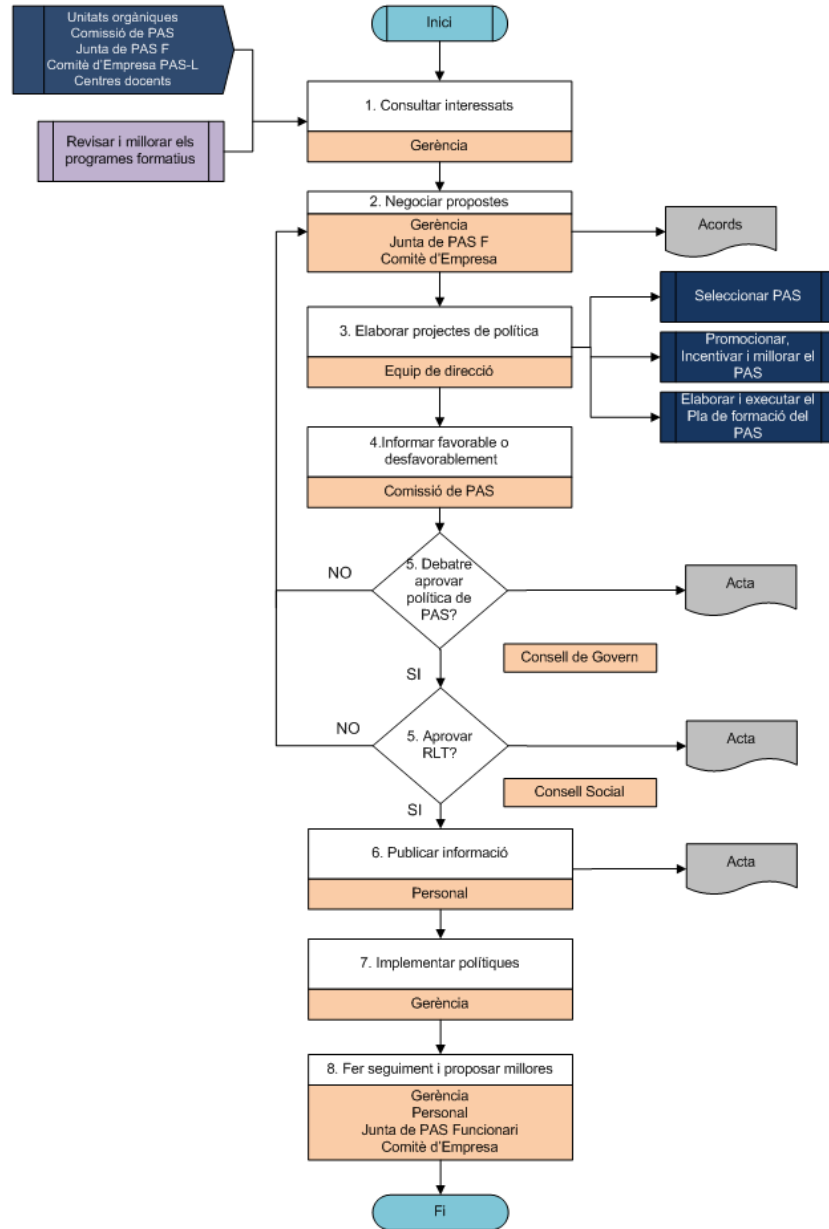 Unitats orgàniques
Comissió de PAS
Junta de PAS F
Comitè d'Empresa PAS-L
Centres docents
Inici
1. Consultar interessats
Gerència
Revisar i millorar els
programes formatius
2. Negociar propostes
Gerència
Junta de PAS F
Comitè d'Empresa
Acords
Seleccionar PAS
3. Elaborar projectes de política
Equip de direcció
Promocionar,
Incentivar i millorar el
PAS
Elaborar i executar el
Pla de formació del
PAS
4.Informar favorable o
desfavorablement
Comissió de PAS
NO
5. Debatre
aprovar
política de
PAS?
Acta
Consell de Govern
SI
NO
5. Aprovar
RLT?
Acta
Consell Social
SI
6. Publicar informació
Personal
Acta
7. Implementar polítiques
Gerència
8. Fer seguiment i proposar millores
Gerència
Personal
Junta de PAS Funcionari
Comitè d'Empresa
Fi